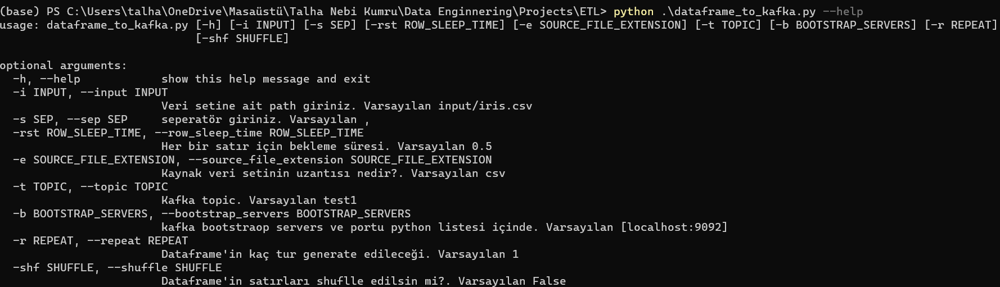 (base) PS C:\Users\talha\OneDrive\Masaüstü\Talha Nebi Kumru\Data Enginnering\Projects\ETL> python .\dataframe_to_kafka.py --help
usage: dataframe_to_kafka.py [-h] [-i INPUT] [-s SEP] [-rst ROW_SLEEP_TIME] [-e SOURCE_FILE_EXTENSION] [-t TOPIC] [-b BOOTSTRAP_SERVERS] [-r REPEAT]
[-shf SHUFFLE]
optional arguments:
-h, --help show this help message and exit
-i INPUT, --input INPUT
Veri setine ait path giriniz. Varsayılan input/iris.csv
-s SEP, --sep SEP seperatör giriniz. Varsayılan ,
-rst ROW_SLEEP_TIME, --row_sleep_time ROW_SLEEP_TIME
Her bir satır için bekleme süresi. Varsayılan 0.5
-e SOURCE_FILE_EXTENSION, --source_file_extension SOURCE_FILE_EXTENSION
Kaynak veri setinin uzantısı nedir?. Varsayılan csv
-t TOPIC, --topic TOPIC
Kafka topic. Varsayılan test1
-b BOOTSTRAP_SERVERS, --bootstrap_servers BOOTSTRAP_SERVERS
kafka bootstraop servers ve portu python listesi içinde. Varsayılan [localhost:9092]
-r REPEAT, --repeat REPEAT
Dataframe'in kaç tur generate edileceği. Varsayılan 1
-shf SHUFFLE, --shuffle SHUFFLE
Dataframe'in satırları shuflle edilsin mi?. Varsayılan False